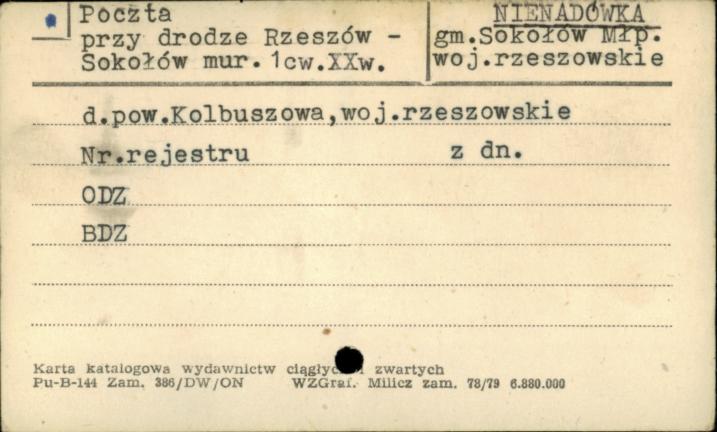 Poczta
przy drodze Rzeszów -
Sokołów mur. 1cw.XXw.
NIENADÓWKA
gm.Sokołów Młp.
woj.rzeszowskie
d.pow.Kolbuszowa,woj.rzeszowskie
Nr.rejestru z dn.
ODZ
BDZ
Karta katalogowa wydawnictw zwartych
Pu-B-144 Zam. 386/DW/ON WZGraf. Milicz zam. 78/79 6.880.000